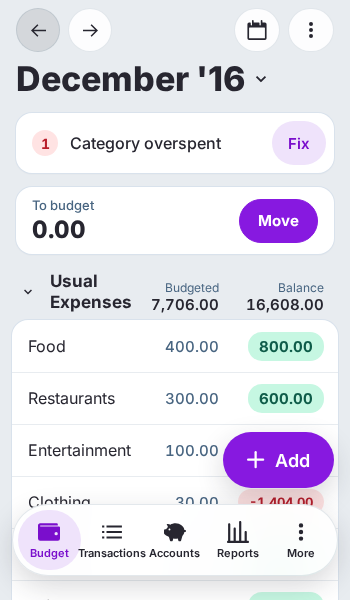 December '16
1 Category overspent Fix
To budget
0.00 Move
Usual Expenses Budgeted 7,706.00 Balance 16,608.00
Food 400.00 800.00
Restaurants 300.00 600.00
Entertainment 100.00
Add
Clothing 30.00 -1,404.00
Budget Transactions Accounts Reports More